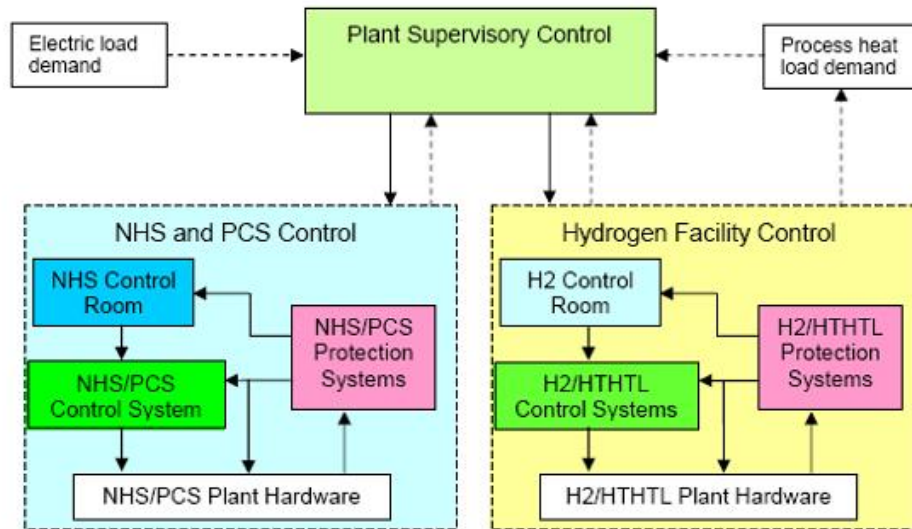 Electric load
demand
Plant Supervisory Control
Process heat
load demand
NHS and PCS Control
NHS Control
Room
NHS/PCS
Protection
Systems
NHS/PCS
Control System
NHS/PCS Plant Hardware
Hydrogen Facility Control
H2 Control
Room
H2/HTHTL
Protection
Systems
H2/HTHTL
Control Systems
H2/HTHTL Plant Hardware